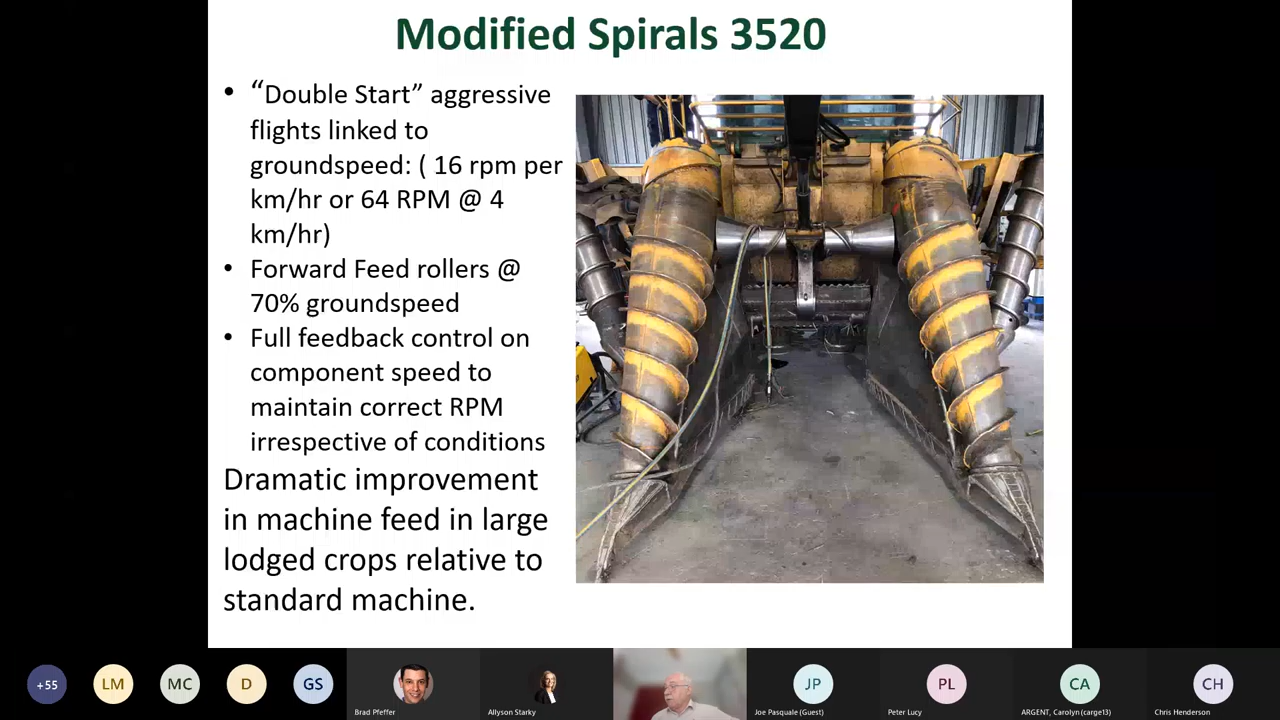 Modified Spirals 3520
• “Double Start” aggressive
flights linked to
groundspeed: ( 16 rpm per
km/hr or 64 RPM @ 4
km/hr)
• Forward Feed rollers @
70% groundspeed
• Full feedback control on
component speed to
maintain correct RPM
irrespective of conditions
Dramatic improvement
in machine feed in large
lodged crops relative to
standard machine.
+55
LM
MC
D
GS
Brad Pfeffer
Allyson Starky
JP
Joe Pasquale (Guest)
PL
Peter Lucy
CA
ARGENT, Carolyn (carge13)
CH
Chris Henderson